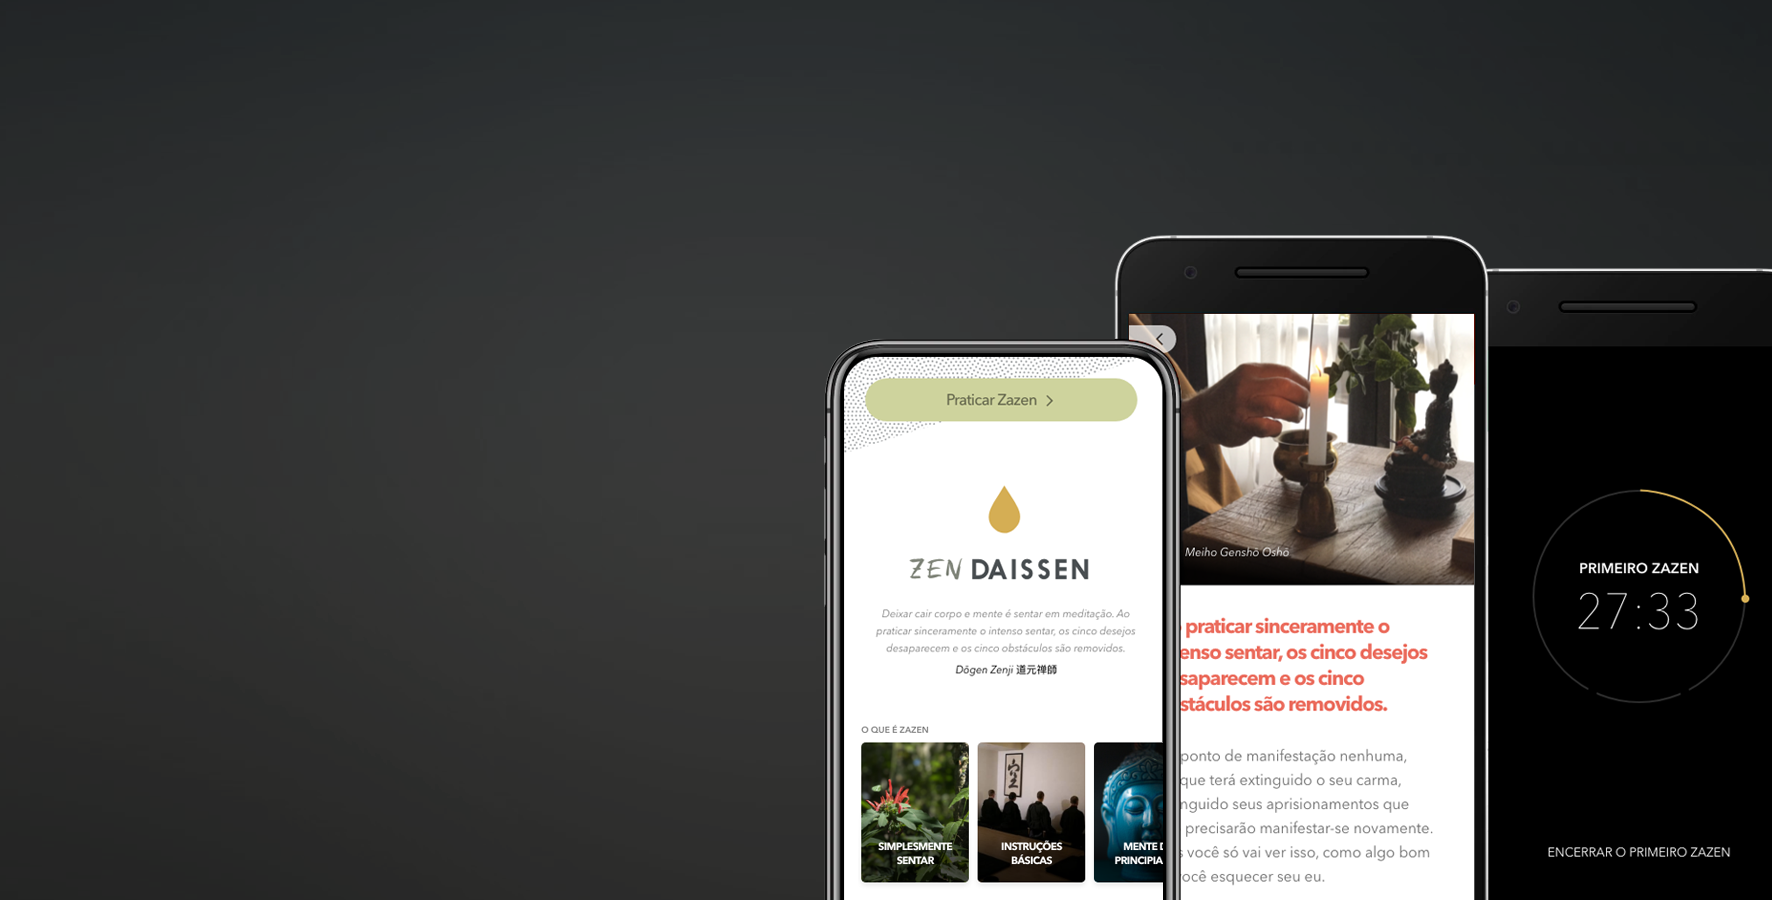 Praticar Zazen
ZEN DAISSEN
Deixar cair corpo e mente é sentar em meditação. Ao
praticar sinceramente o intenso sentar, os cinco desejos
desaparecem e os cinco obstáculos são removidos.
Dōgen Zenji 道元禅師
O QUE É ZAZEN
SIMPLESMENTE
SENTAR
INSTRUÇÕES
BÁSICAS
MENTE
PRINCIPIA
Meiho Genshō Oshō
praticar sinceramente o
enso sentar, os cinco desejos
saparecem e os cinco
stáculos são removidos.
ponto de manifestação nenhuma,
que terá extinguido o seu carma,
nguido seus aprisionamentos que
precisarão manifestar-se novamente.
s você só vai ver isso, como algo bom
você esquecer seu eu.
PRIMEIRO ZAZEN
27:33
ENCERRAR O PRIMEIRO ZAZEN